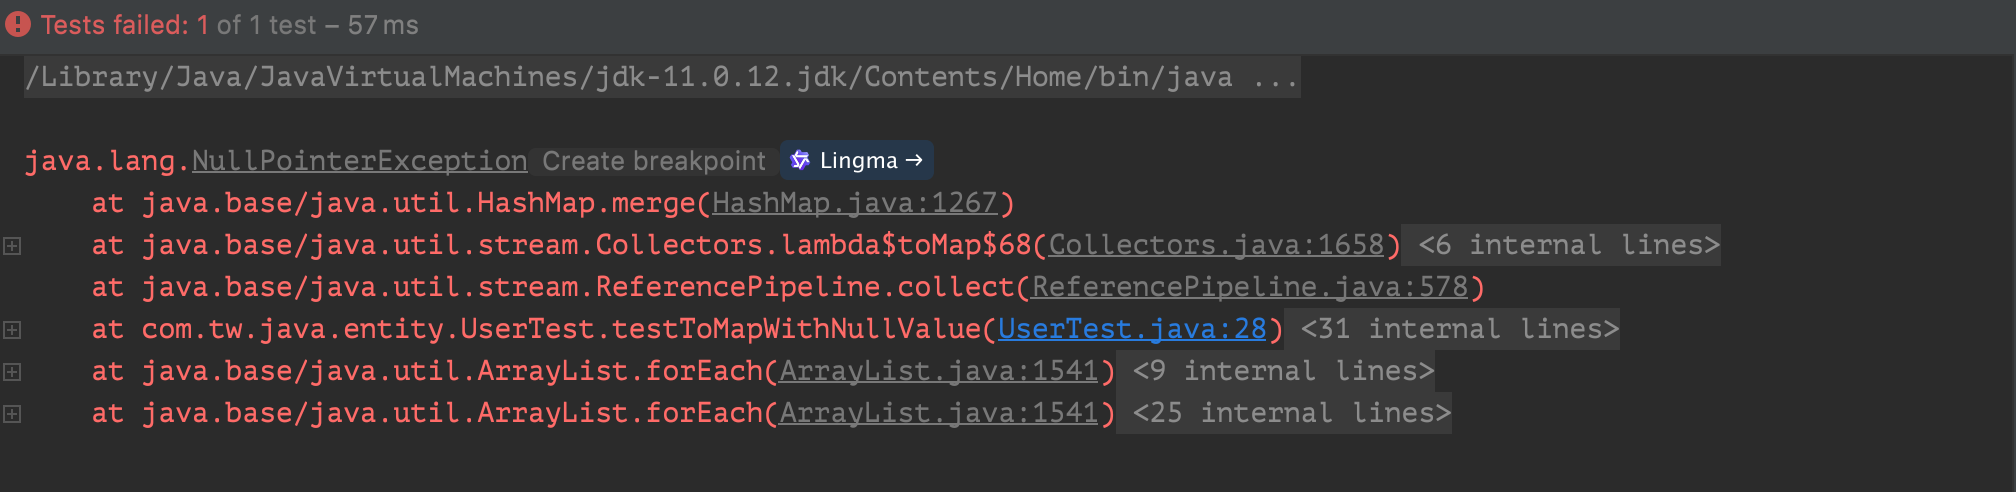 Tests failed: 1 of 1 test – 57 ms
/Library/Java/JavaVirtualMachines/jdk-11.0.12.jdk/Contents/Home/bin/java ...
java.lang.NullPointerException Create breakpoint Lingma →
at java.base/java.util.HashMap.merge(HashMap.java:1267)
at java.base/java.util.stream.Collectors.lambda$toMap$68(Collectors.java:1658) <6 internal lines>
at java.base/java.util.stream.ReferencePipeline.collect(ReferencePipeline.java:578)
at com.tw.java.entity.UserTest.testToMapWithNullValue(UserTest.java:28) <31 internal lines>
at java.base/java.util.ArrayList.forEach(ArrayList.java:1541) <9 internal lines>
at java.base/java.util.ArrayList.forEach(ArrayList.java:1541) <25 internal lines>